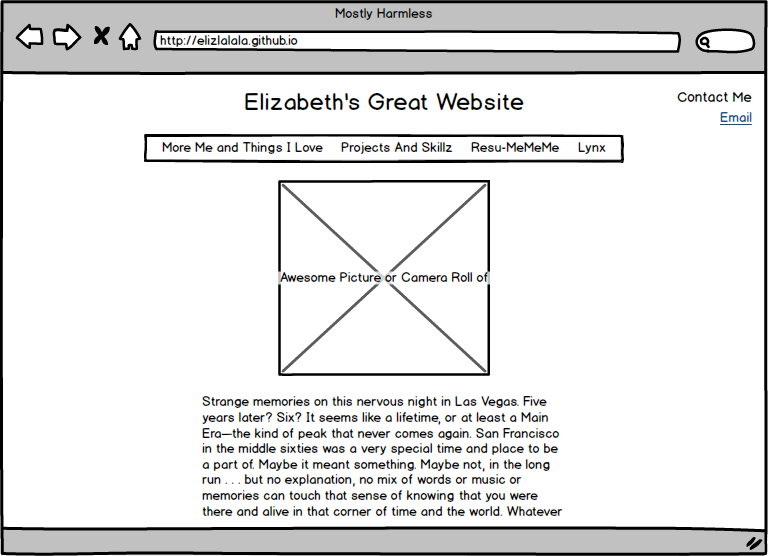 Mostly Harmless
http://elizlalala.github.io
Elizabeth's Great Website
Contact Me
Email
More Me and Things I Love Projects And Skillz Resu-MeMeMe Lynx
Awesome Picture or Camera Roll of
Strange memories on this nervous night in Las Vegas. Five
years later? Six? It seems like a lifetime, or at least a Main
Era—the kind of peak that never comes again. San Francisco
in the middle sixties was a very special time and place to be
a part of. Maybe it meant something. Maybe not, in the long
run . . . but no explanation, no mix of words or music or
memories can touch that sense of knowing that you were
there and alive in that corner of time and the world. Whatever